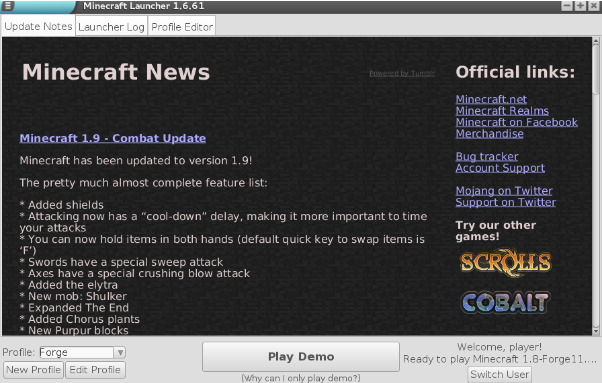 Minecraft Launcher 1.6.61
Update Notes Launcher Log Profile Editor
Minecraft News
Powered by Tumblr
Official links:
Minecraft.net
Minecraft Realms
Minecraft on Facebook
Merchandise
Bug tracker
Account Support
Mojang on Twitter
Support on Twitter
Try our other
games!
SCROLLS
COBALT
Minecraft 1.9 - Combat Update
Minecraft has been updated to version 1.9!
The pretty much almost complete feature list:
* Added shields
* Attacking now has a “cool-down” delay, making it more important to time
your attacks
* You can now hold items in both hands (default quick key to swap items is
‘F’)
* Swords have a special sweep attack
* Axes have a special crushing blow attack
* Added the elytra
* New mob: Shulker
* Expanded The End
* Added Chorus plants
* New Purpur blocks
Profile: Forge
New Profile Edit Profile
Play Demo
(Why can I only play demo?)
Welcome, player!
Ready to play Minecraft 1.8-Forge11....
Switch User